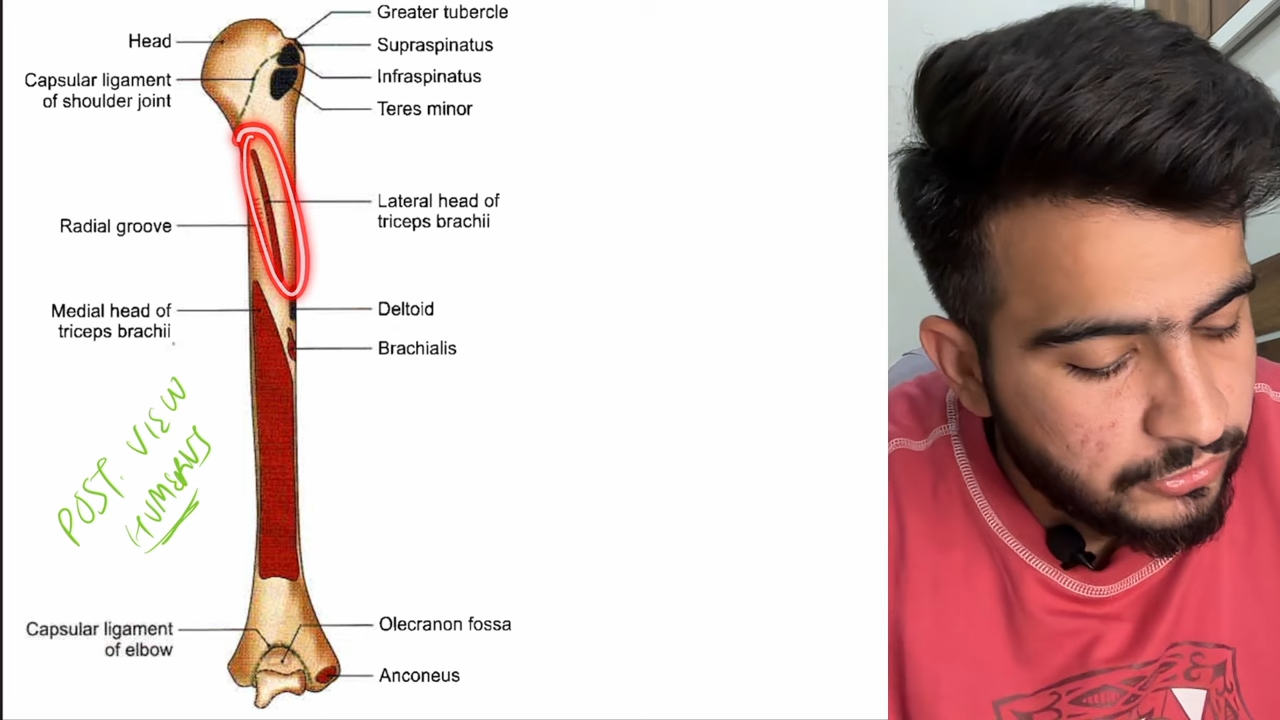 Greater tubercle
Head
Supraspinatus
Capsular ligament
of shoulder joint
Infraspinatus
Teres minor
Lateral head of
triceps brachii
Radial groove
Medial head of
triceps brachii
Deltoid
Brachialis
POST. VIEW
HUMERUS
Capsular ligament
of elbow
Olecranon fossa
Anconeus